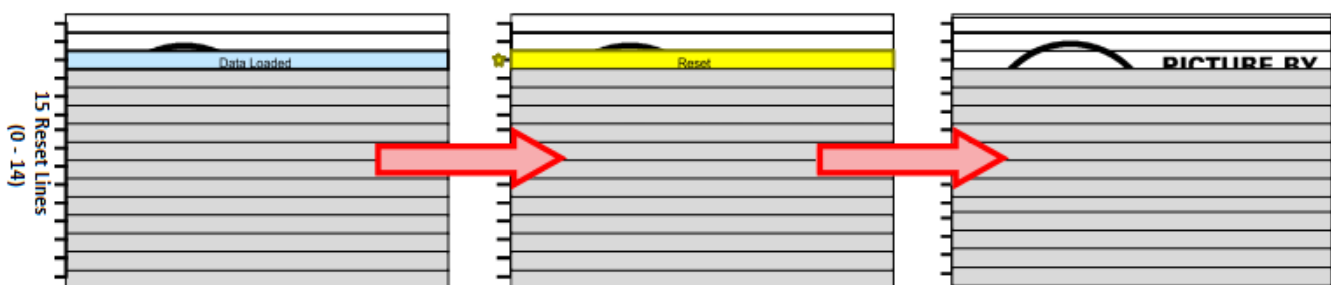 15 Reset Lines
(0 - 14)
Data Loaded
Reset
PICTURE BY